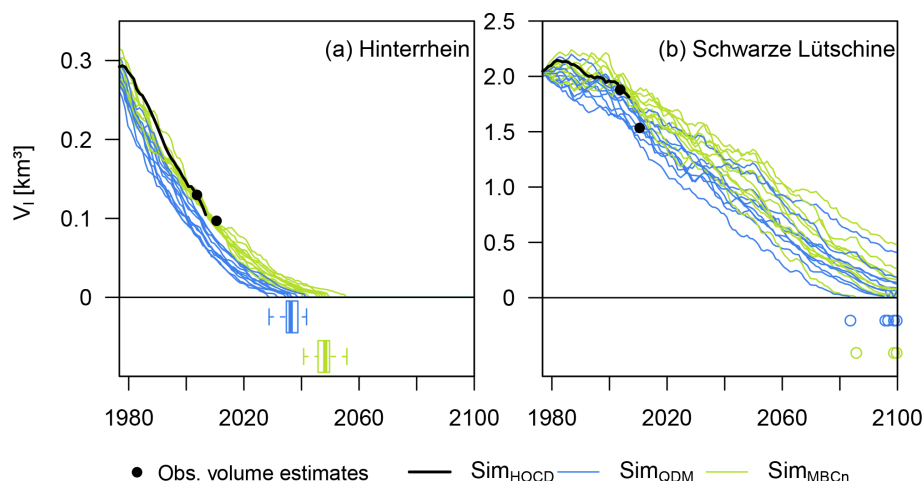 (a) Hinterrhein
(b) Schwarze Lütschine
V_I [km³]
0.3
0.2
0.1
0
2.5
2.0
1.5
1.0
0.5
0
1980
2020
2060
2100
1980
2020
2060
2100
Obs. volume estimates
Sim_HOCD
Sim_QDM
Sim_MBCn